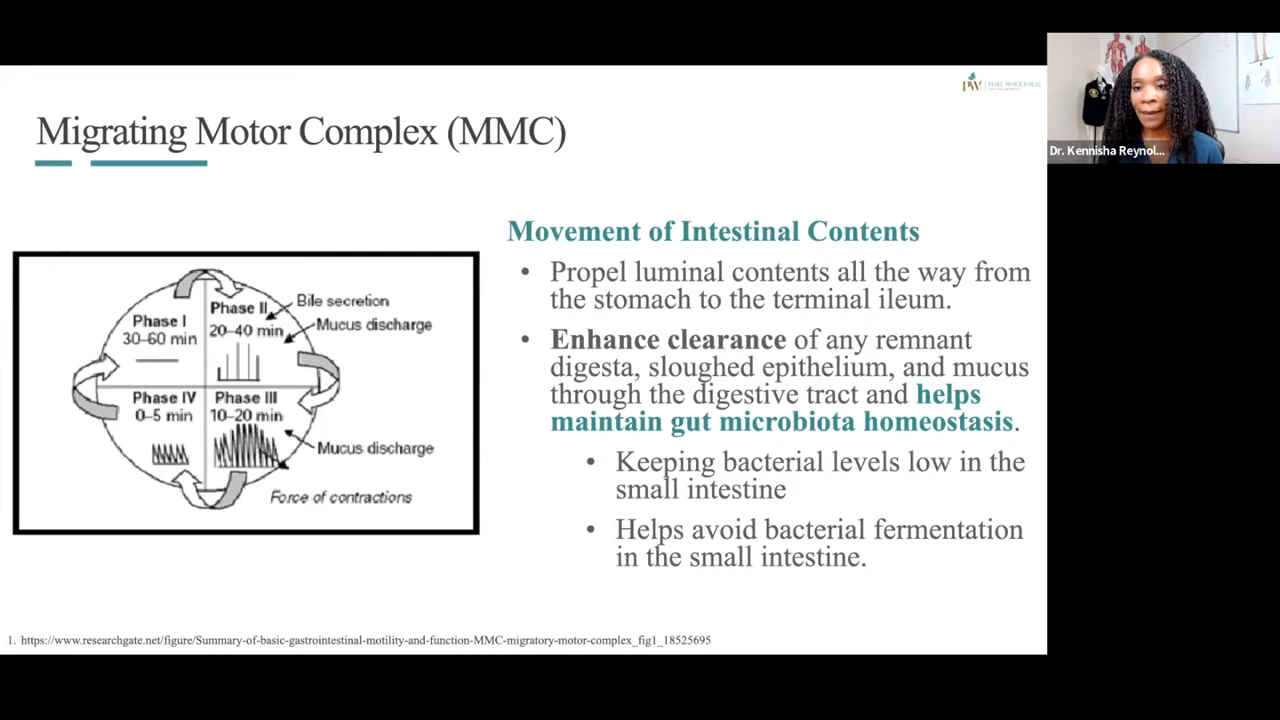 PW PURE WHOLENESS
Dr. Kennisha Reynol...
Migrating Motor Complex (MMC)
Phase I
30–60 min
Phase II
20–40 min
Bile secretion
Mucus discharge
Phase IV
0–5 min
Phase III
10–20 min
Mucus discharge
Force of contractions
Movement of Intestinal Contents
• Propel luminal contents all the way from
the stomach to the terminal ileum.
• Enhance clearance of any remnant
digesta, sloughed epithelium, and mucus
through the digestive tract and helps
maintain gut microbiota homeostasis.
• Keeping bacterial levels low in the
small intestine
• Helps avoid bacterial fermentation
in the small intestine.
1. https://www.researchgate.net/figure/Summary-of-basic-gastrointestinal-motility-and-function-MMC-migratory-motor-complex_fig1_18525695